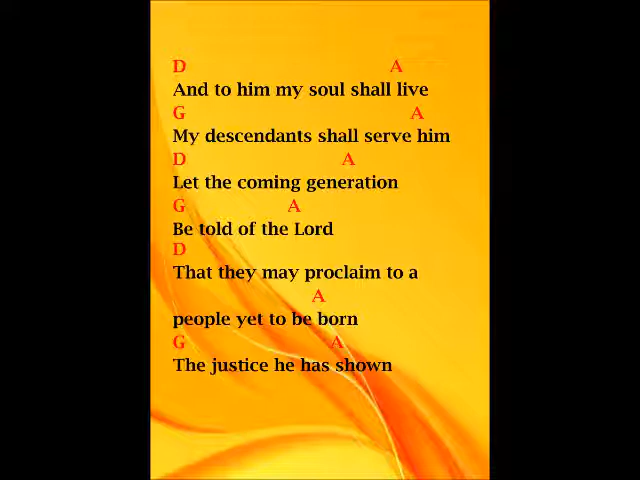 D A
And to him my soul shall live
G A
My descendants shall serve him
D A
Let the coming generation
G A
Be told of the Lord
D
That they may proclaim to a
A
people yet to be born
G A
The justice he has shown